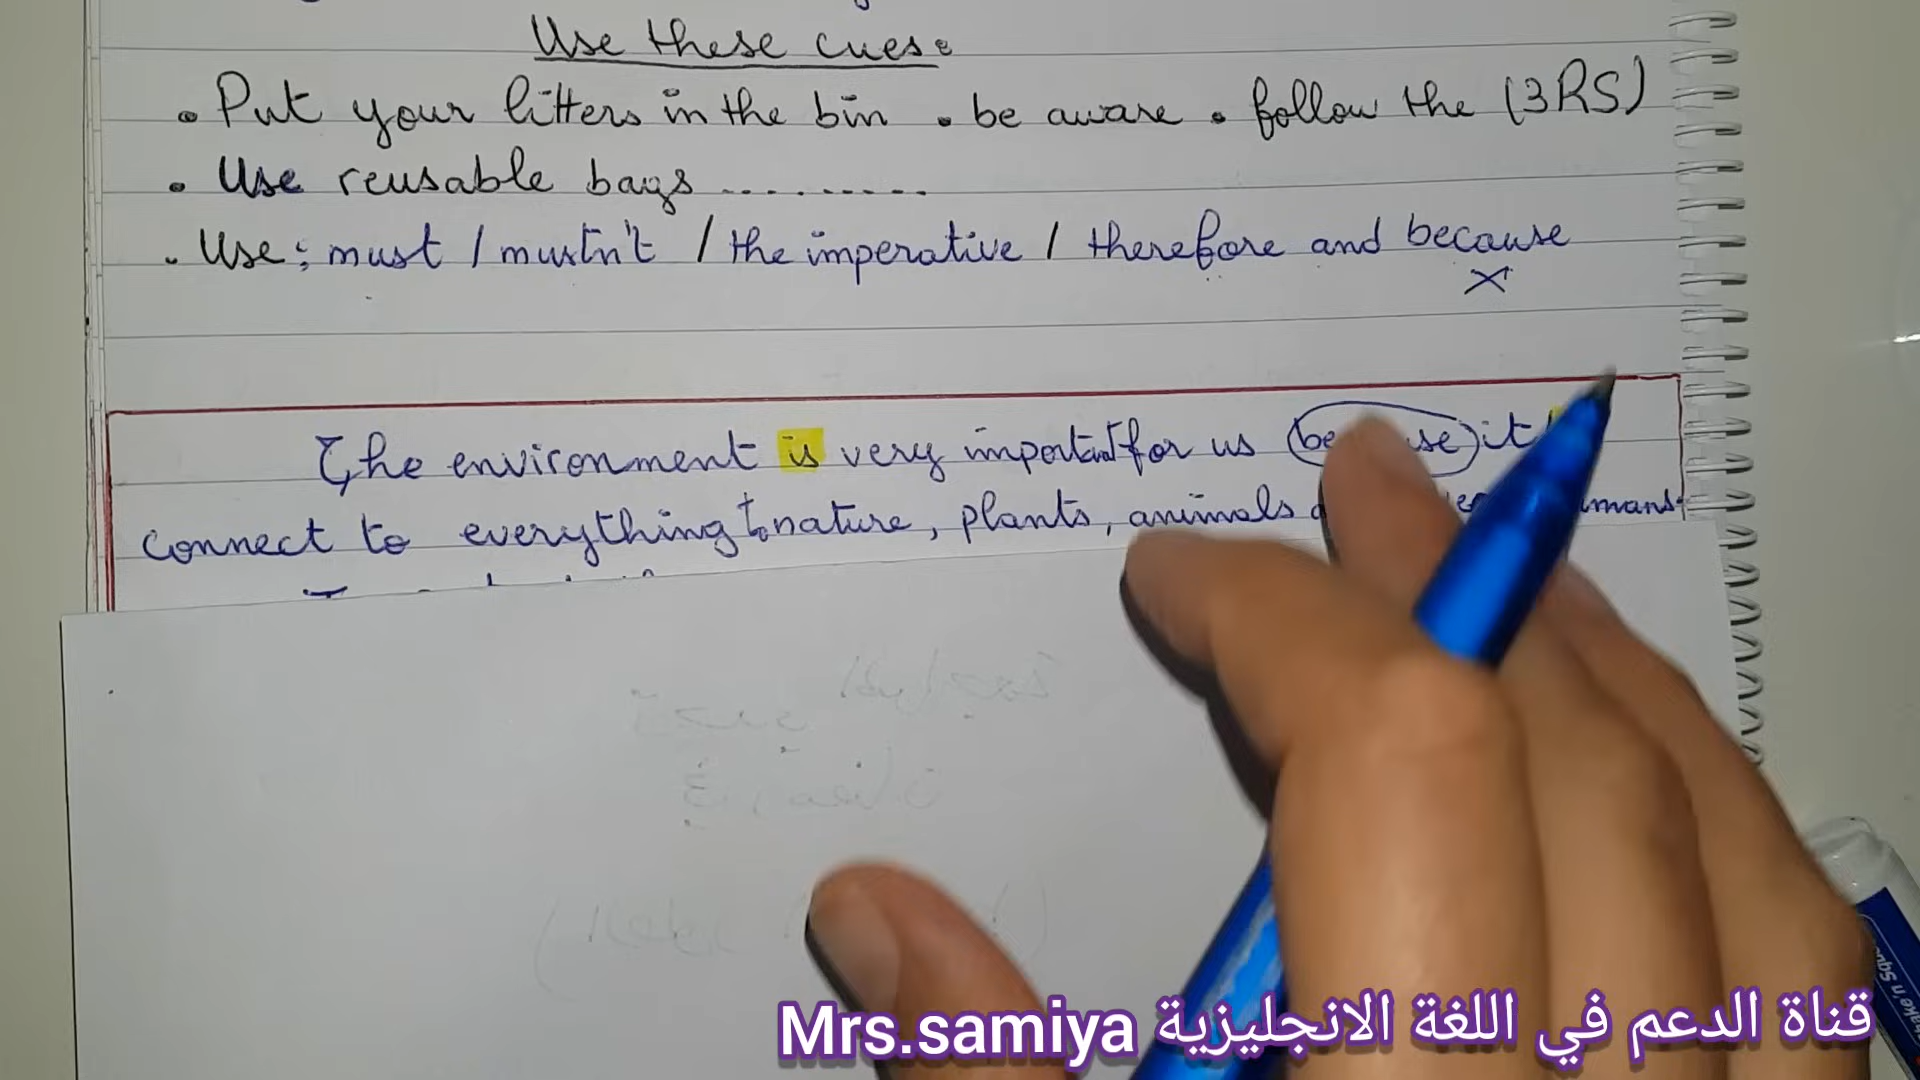 Use these cues:
• Put your litters in the bin • be aware • follow the (3RS)
• Use reusable bags .........
• Use: must / mustn't / the imperative / therefore and because
x
The environment is very important for us because it
connect to everything to nature, plants, animals
Mrs.samiya قناة الدعم في اللغة الانجليزية